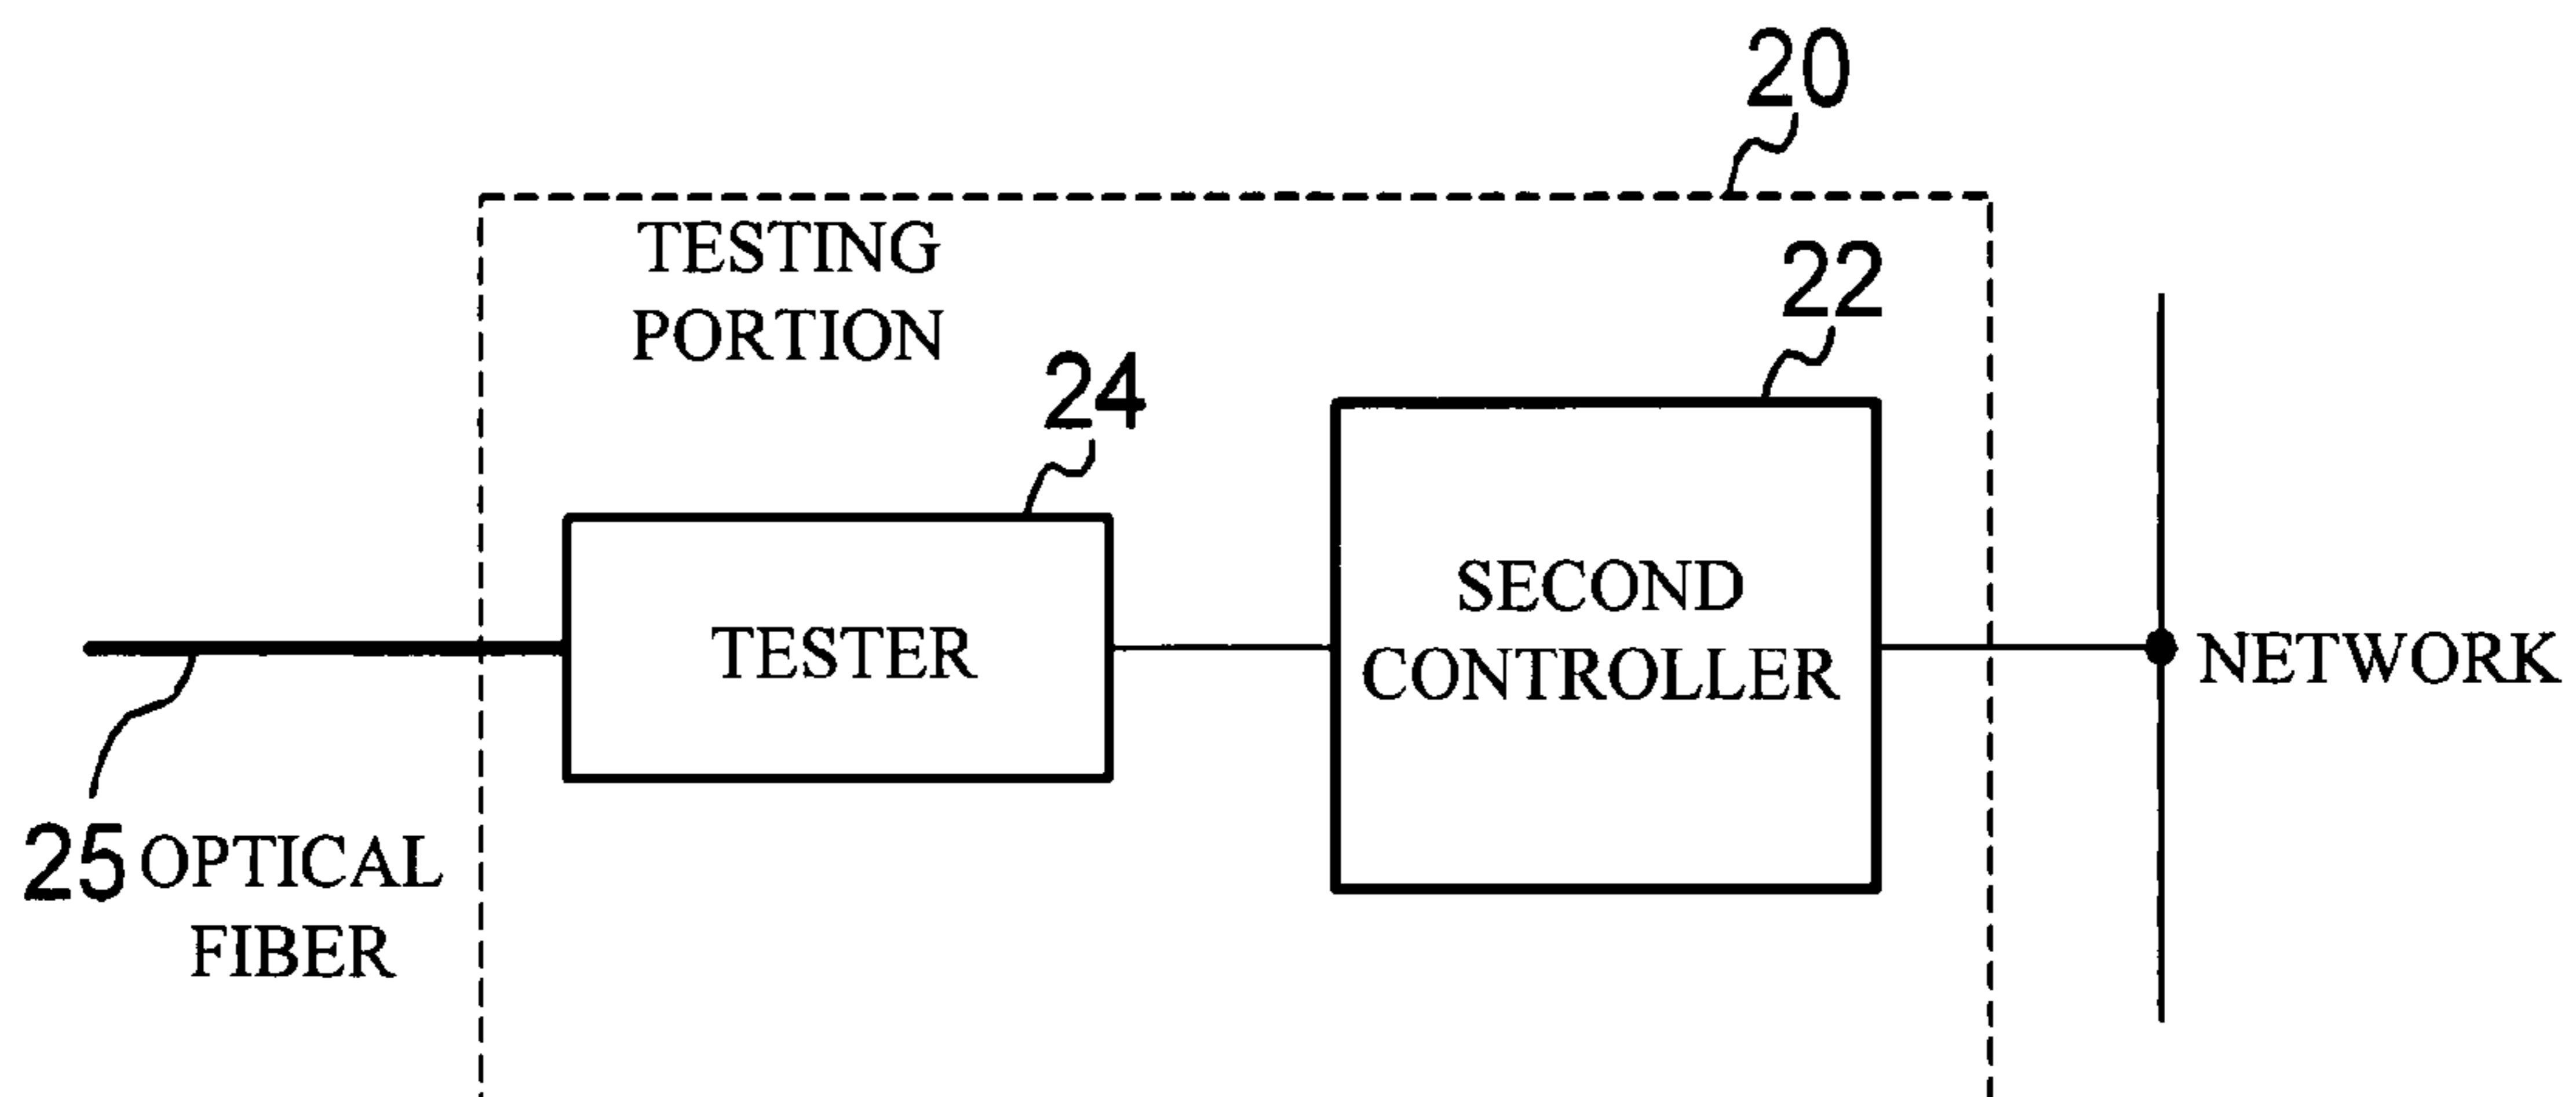 20
TESTING
PORTION
22
24
SECOND
CONTROLLER
TESTER
NETWORK
25 OPTICAL
FIBER